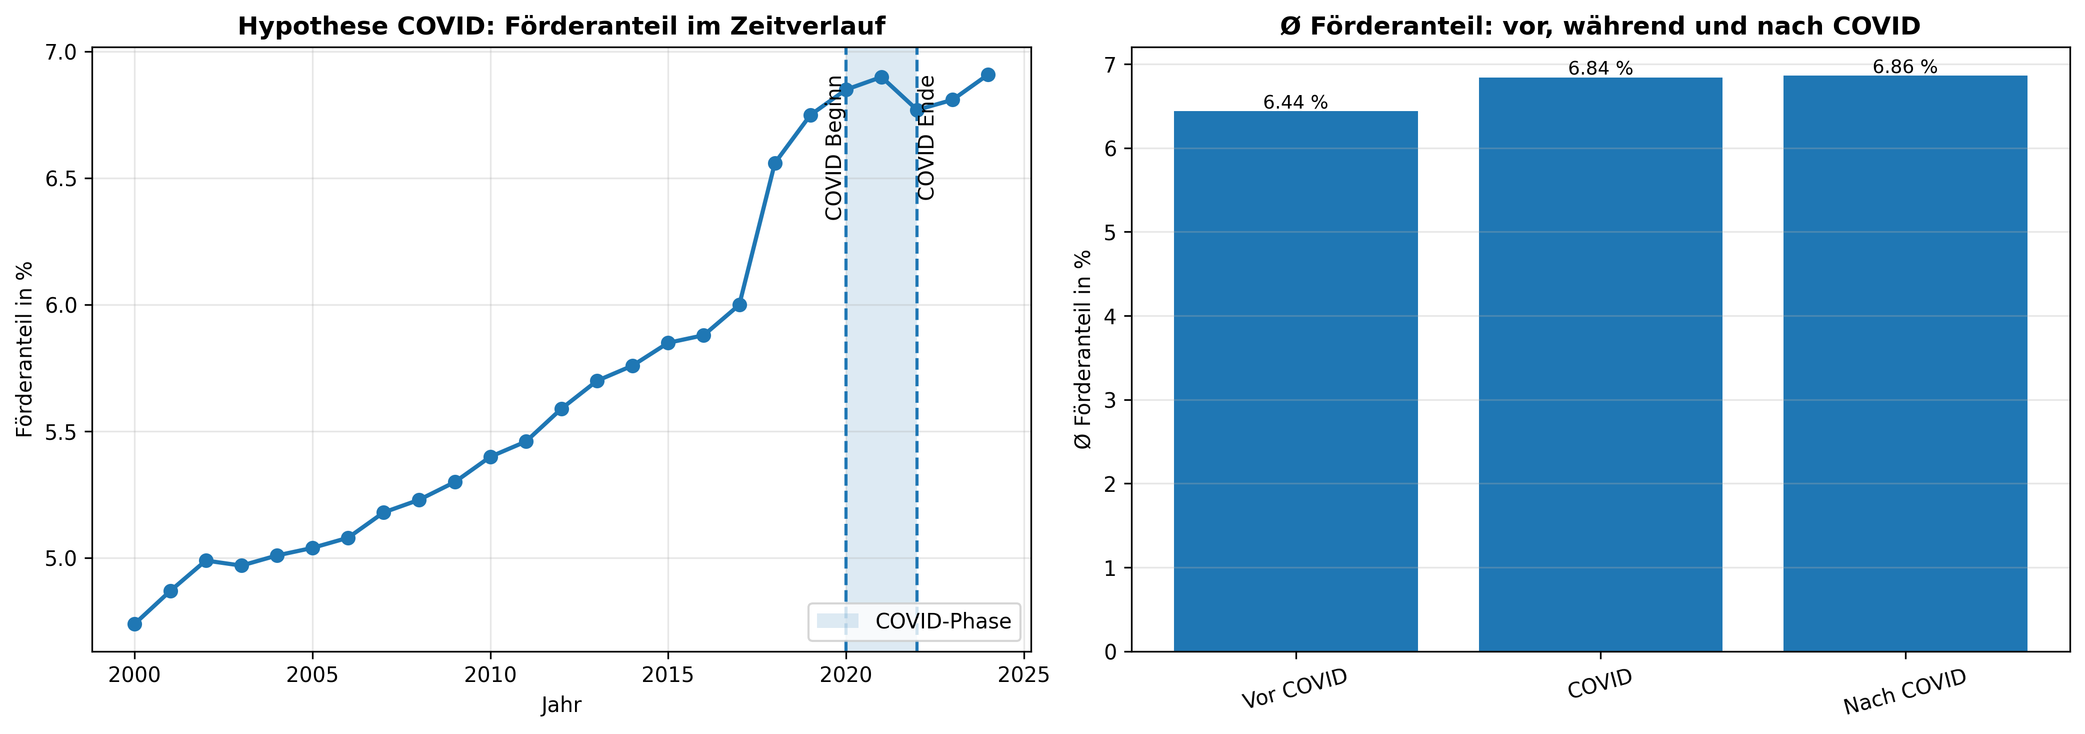 Hypothese COVID: Förderanteil im Zeitverlauf
Förderanteil in %
7.0
6.5
6.0
5.5
5.0
COVID Beginn
COVID Ende
COVID-Phase
2000 2005 2010 2015 2020 2025
Jahr
Ø Förderanteil: vor, während und nach COVID
Ø Förderanteil in %
7
6
5
4
3
2
1
0
6.44 %
6.84 %
6.86 %
Vor COVID
COVID
Nach COVID